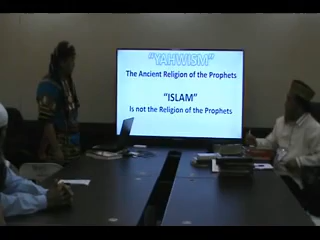 “YAHWISM”
The Ancient Religion of the Prophets
“ISLAM”
Is not the Religion of the Prophets